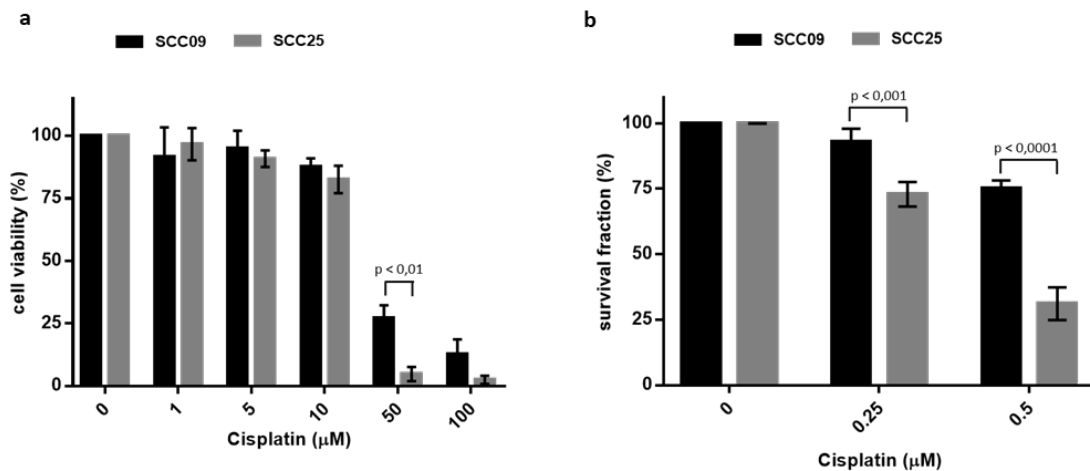 a
SCC09 SCC25
cell viability (%)
100
75
50
25
0
p < 0,01
0 1 5 10 50 100
Cisplatin (μM)
b
SCC09 SCC25
survival fraction (%)
100
75
50
25
0
p < 0,001
p < 0,0001
0 0.25 0.5
Cisplatin (μM)